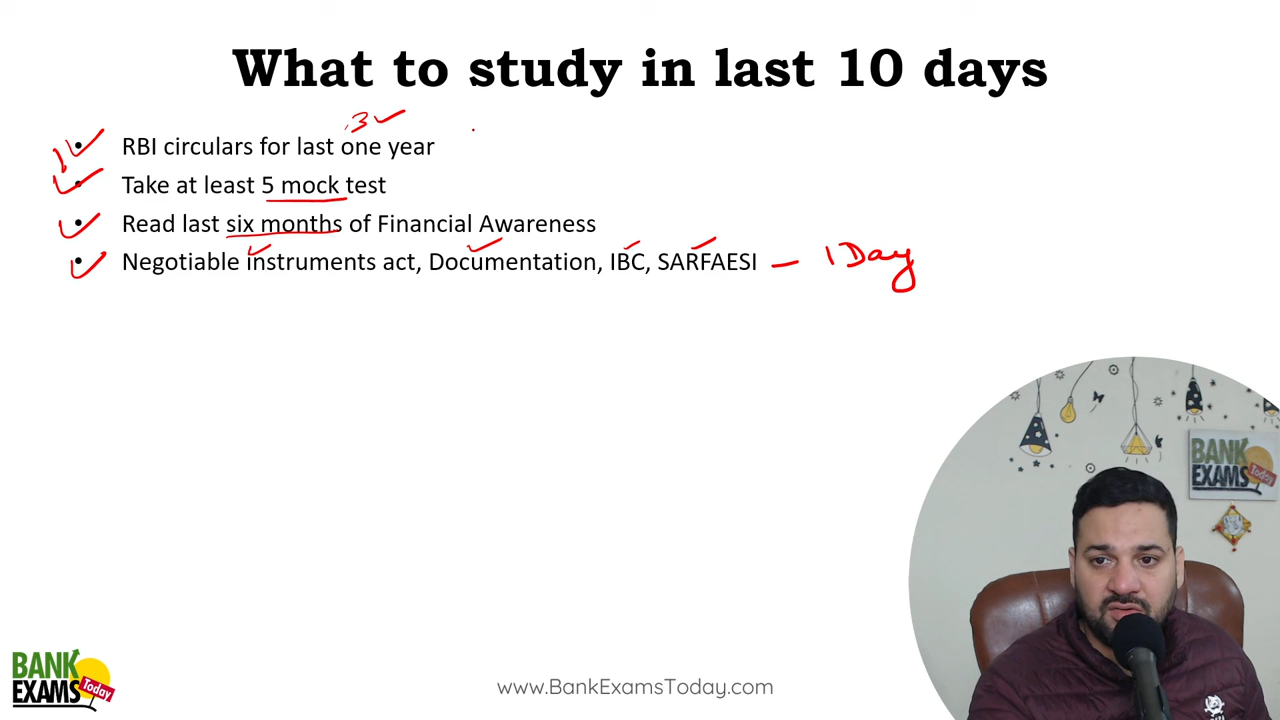 What to study in last 10 days
3
• RBI circulars for last one year
• Take at least 5 mock test
• Read last six months of Financial Awareness
• Negotiable instruments act, Documentation, IBC, SARFAESI – 1 Day
BANK
EXAMS
Today
BANK
EXAMS
Today
www.BankExamsToday.com